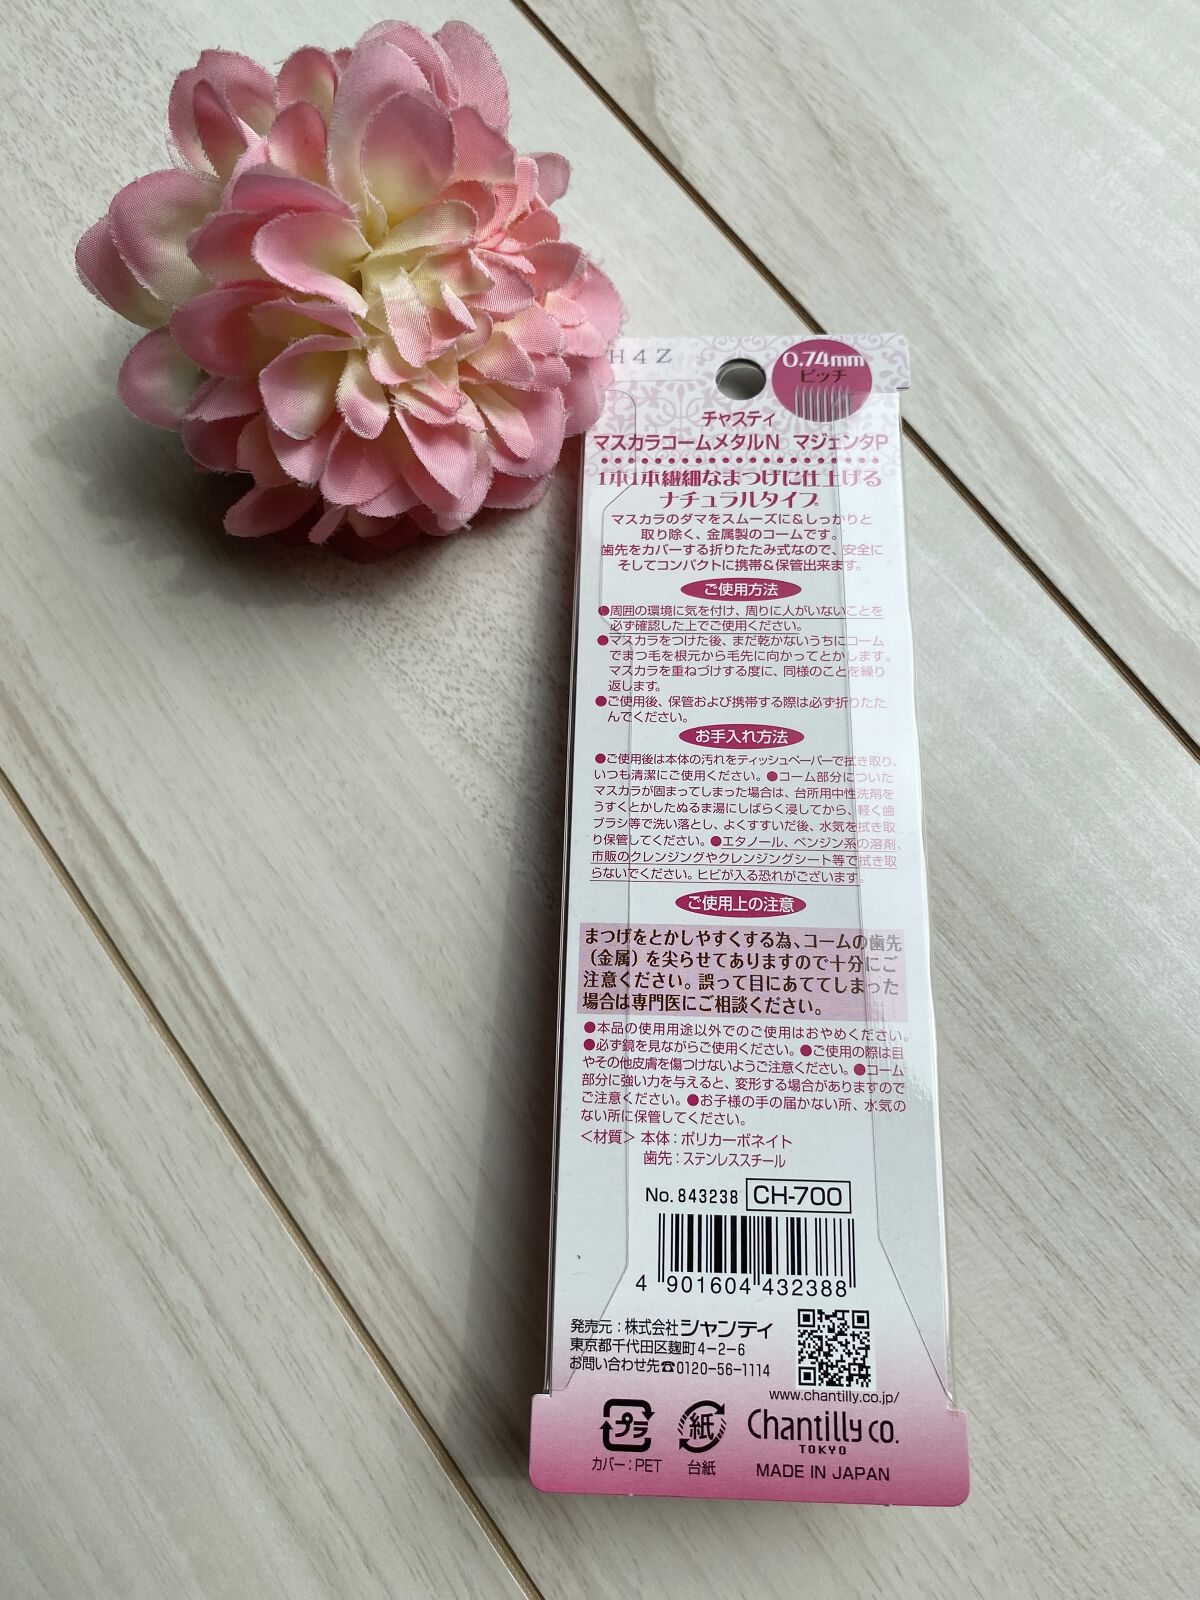 H4Z
0.74mm
ピッチ
チャスティ
マスカラコームメタルN マジェンタP
1本1本繊細なまつげに仕上げる
ナチュラルタイプ
マスカラのダマをスムーズに&しっかりと
取り除く、金属製のコームです。
歯先をカバーする折りたたみ式なので、安全に
そしてコンパクトに携帯&保管出来ます。
ご使用方法
●周囲の環境に気を付け、周りに人がいないことを
必ず確認した上でご使用ください。
●マスカラをつけた後、まだ乾かないうちにコーム
でまつ毛を根元から毛先に向かってとかします。
マスカラを重ねづけする度に、同様のことを繰り
返します。
●ご使用後、保管および携帯する際は必ず折りたた
んでください。
お手入れ方法
●ご使用後は本体の汚れをティッシュペーパーで拭き取り、
いつも清潔にご使用ください。●コーム部分についた
マスカラが固まってしまった場合は、台所用中性洗剤を
うすくとかしたぬるま湯にしばらく浸してから、軽く歯
ブラシ等で洗い落とし、よくすすいだ後、水気を拭き取
り保管してください。●エタノール、ベンジン系の溶剤、
市販のクレンジングやクレンジングシート等で拭き取
らないでください。ヒビが入る恐れがございます。
ご使用上の注意
まつげをとかしやすくする為、コームの歯先
(金属)を尖らせてありますので十分にご
注意ください。誤って目にあててしまった
場合は専門医にご相談ください。
●本品の使用用途以外でのご使用はおやめください。
●必ず鏡を見ながらご使用ください。●ご使用の際は目
やその他皮膚を傷つけないようご注意ください。●コーム
部分に強い力を与えると、変形する場合がありますので
ご注意ください。●お子様の手の届かない所、水気の
ない所に保管してください。
<材質> 本体:ポリカーボネイト
歯先:ステンレススチール
No. 843238 CH-700
4 901604 432388
発売元:株式会社シャンティ
東京都千代田区麹町4-2-6
お問い合わせ先☎0120-56-1114
www.chantilly.co.jp/
プラ
カバー:PET
紙
台紙
Chantilly co.
TOKYO
MADE IN JAPAN